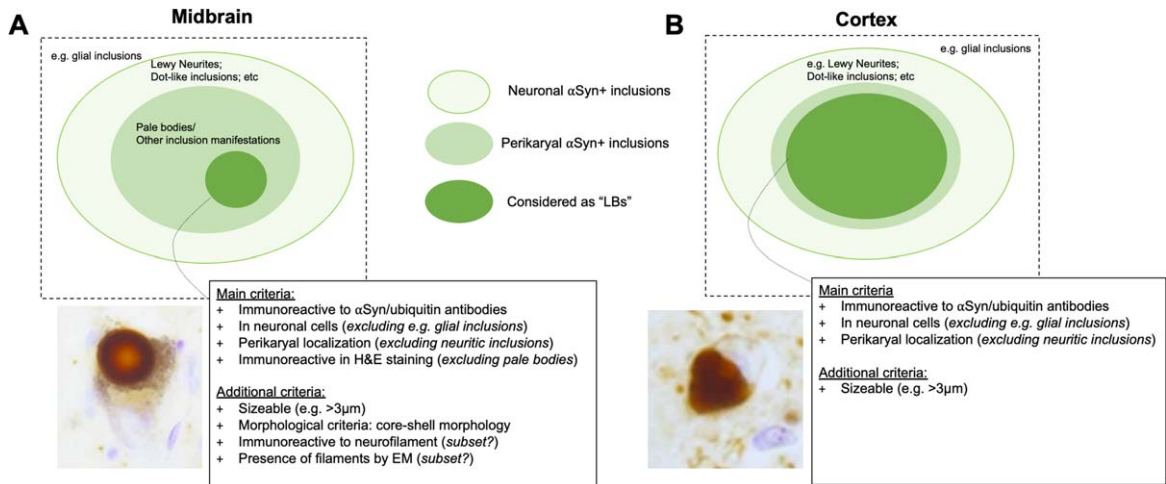 A
Midbrain
e.g. glial inclusions
Lewy Neurites;
Dot-like inclusions; etc
Pale bodies/
Other inclusion manifestations
Neuronal αSyn+ inclusions
Perikaryal αSyn+ inclusions
Considered as “LBs”
Main criteria:
+ Immunoreactive to αSyn/ubiquitin antibodies
+ In neuronal cells (excluding e.g. glial inclusions)
+ Perikaryal localization (excluding neuritic inclusions)
+ Immunoreactive in H&E staining (excluding pale bodies)
Additional criteria:
+ Sizeable (e.g. >3μm)
+ Morphological criteria: core-shell morphology
+ Immunoreactive to neurofilament (subset?)
+ Presence of filaments by EM (subset?)
B
Cortex
e.g. glial inclusions
e.g. Lewy Neurites;
Dot-like inclusions; etc
Main criteria
+ Immunoreactive to αSyn/ubiquitin antibodies
+ In neuronal cells (excluding e.g. glial inclusions)
+ Perikaryal localization (excluding neuritic inclusions)
Additional criteria:
+ Sizeable (e.g. >3μm)